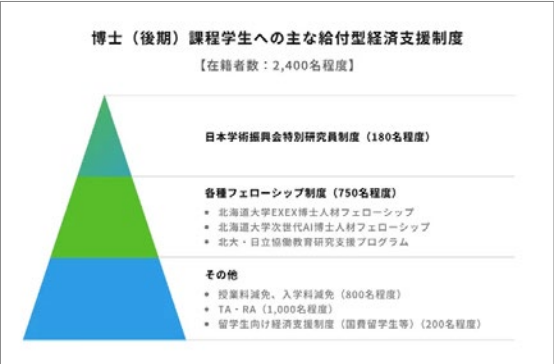 博士（後期）課程学生への主な給付型経済支援制度
【在籍者数：2,400名程度】
日本学術振興会特別研究員制度（180名程度）
各種フェローシップ制度（750名程度）
• 北海道大学EXEX博士人材フェローシップ
• 北海道大学次世代AI博士人材フェローシップ
• 北大・日立協働教育研究支援プログラム
その他
• 授業料減免、入学料減免（800名程度）
• TA・RA（1,000名程度）
• 留学生向け経済支援制度（国費留学生等）（200名程度）